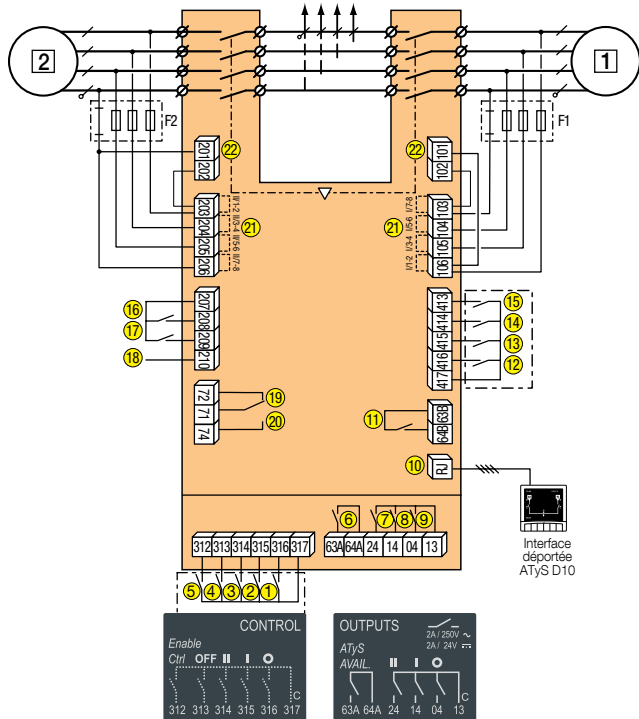 2
1
F2
F1
201
202
22
22
101
102
203
204
205
206
II/1-2
II/3-4
II/5-6
II/7-8
21
21
I/7-8
I/5-6
I/3-4
I/1-2
103
104
105
106
16
17
18
207
208
209
210
413
414
415
416
417
15
14
13
12
72
71
74
19
20
11
63B
64B
10
RJ
Interface
déportée
ATyS D10
6
7
8
9
312 313 314 315 316 317
63A 64A 24 14 04 13
5
4
3
2
1
CONTROL
Enable
Ctrl OFF II I O
C
312 313 314 315 316 317
OUTPUTS
2A / 250V ~
2A / 24V ⎓
ATyS
AVAIL. II I O
C
63A 64A 24 14 04 13